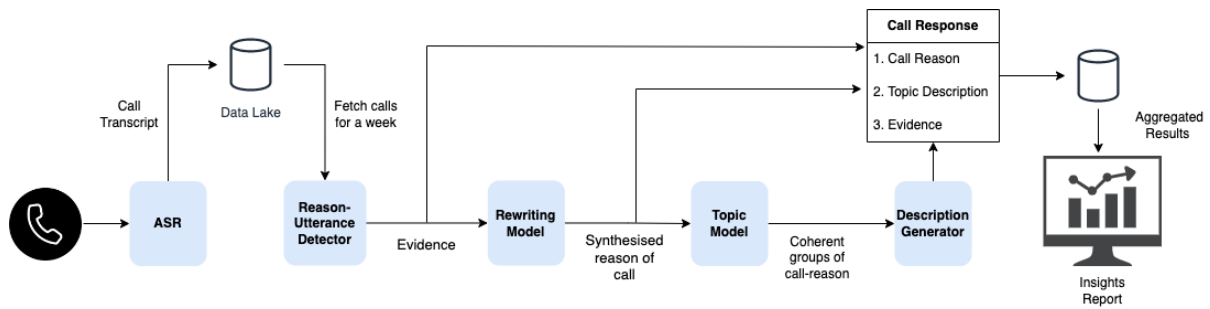 Call Response
1. Call Reason
2. Topic Description
3. Evidence
Call
Transcript
Data Lake
Fetch calls
for a week
Aggregated
Results
ASR
Reason-
Utterance
Detector
Evidence
Rewriting
Model
Synthesised
reason of
call
Topic
Model
Coherent
groups of
call-reason
Description
Generator
Insights
Report